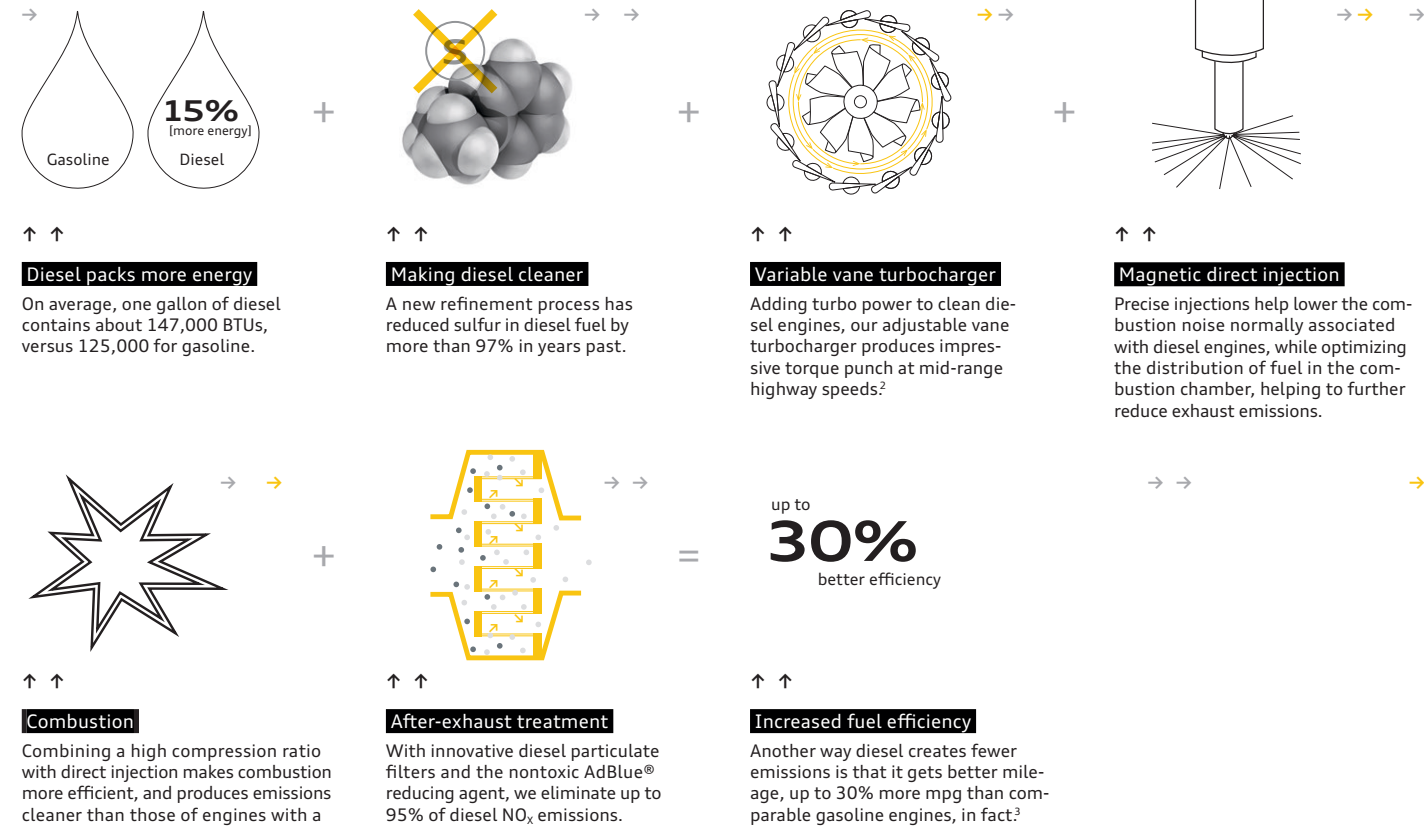 15%
[more energy]
Gasoline
Diesel
S
+
+
+
↑ ↑
Diesel packs more energy
On average, one gallon of diesel
contains about 147,000 BTUs,
versus 125,000 for gasoline.
↑ ↑
Making diesel cleaner
A new refinement process has
reduced sulfur in diesel fuel by
more than 97% in years past.
↑ ↑
Variable vane turbocharger
Adding turbo power to clean die-
sel engines, our adjustable vane
turbocharger produces impres-
sive torque punch at mid-range
highway speeds.²
↑ ↑
Magnetic direct injection
Precise injections help lower the com-
bustion noise normally associated
with diesel engines, while optimizing
the distribution of fuel in the com-
bustion chamber, helping to further
reduce exhaust emissions.
+
=
up to
30%
better efficiency
↑ ↑
Combustion
Combining a high compression ratio
with direct injection makes combustion
more efficient, and produces emissions
cleaner than those of engines with a
↑ ↑
After-exhaust treatment
With innovative diesel particulate
filters and the nontoxic AdBlue®
reducing agent, we eliminate up to
95% of diesel NOₓ emissions.
↑ ↑
Increased fuel efficiency
Another way diesel creates fewer
emissions is that it gets better mile-
age, up to 30% more mpg than com-
parable gasoline engines, in fact.³